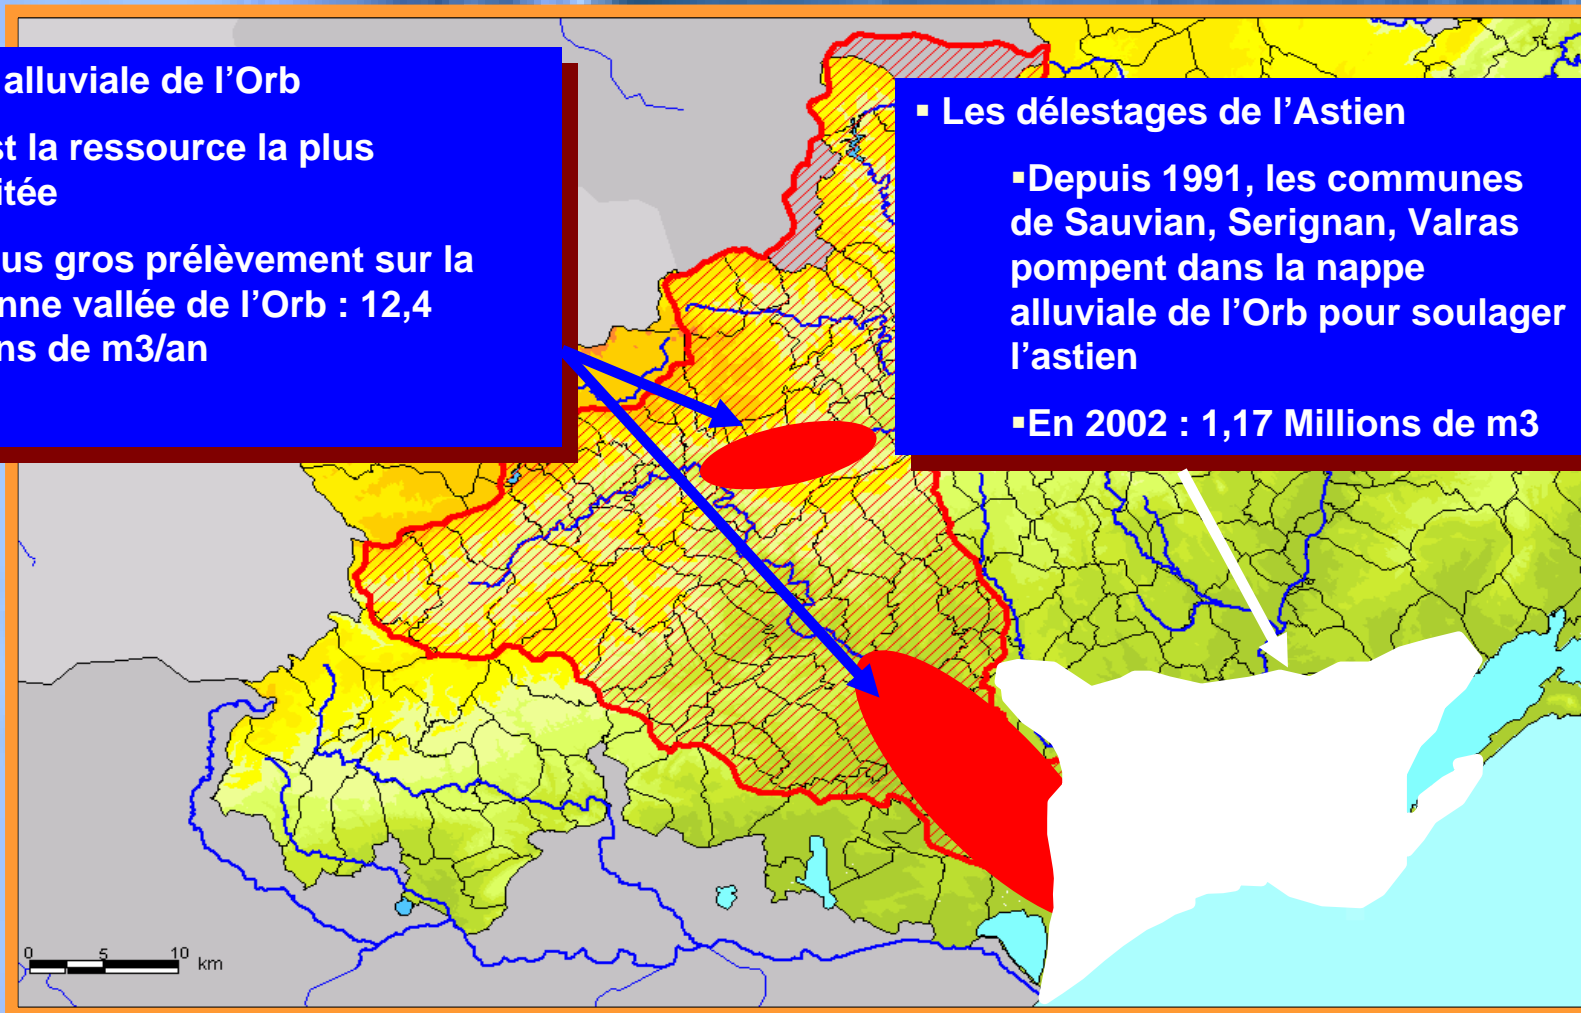 alluviale de l'Orb
st la ressource la plus
itée
us gros prélèvement sur la
nne vallée de l'Orb : 12,4
ns de m3/an
▪ Les délestages de l'Astien
▪Depuis 1991, les communes
de Sauvian, Serignan, Valras
pompent dans la nappe
alluviale de l'Orb pour soulager
l'astien
▪En 2002 : 1,17 Millions de m3
0 5 10 km